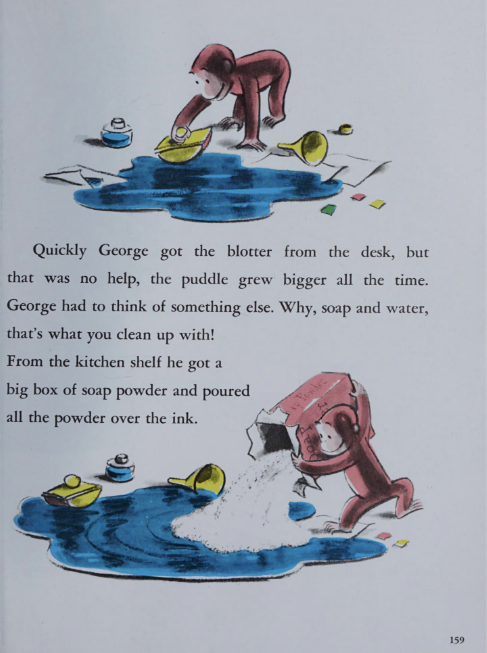 Quickly George got the blotter from the desk, but
that was no help, the puddle grew bigger all the time.
George had to think of something else. Why, soap and water,
that's what you clean up with!
From the kitchen shelf he got a
big box of soap powder and poured
all the powder over the ink.
159